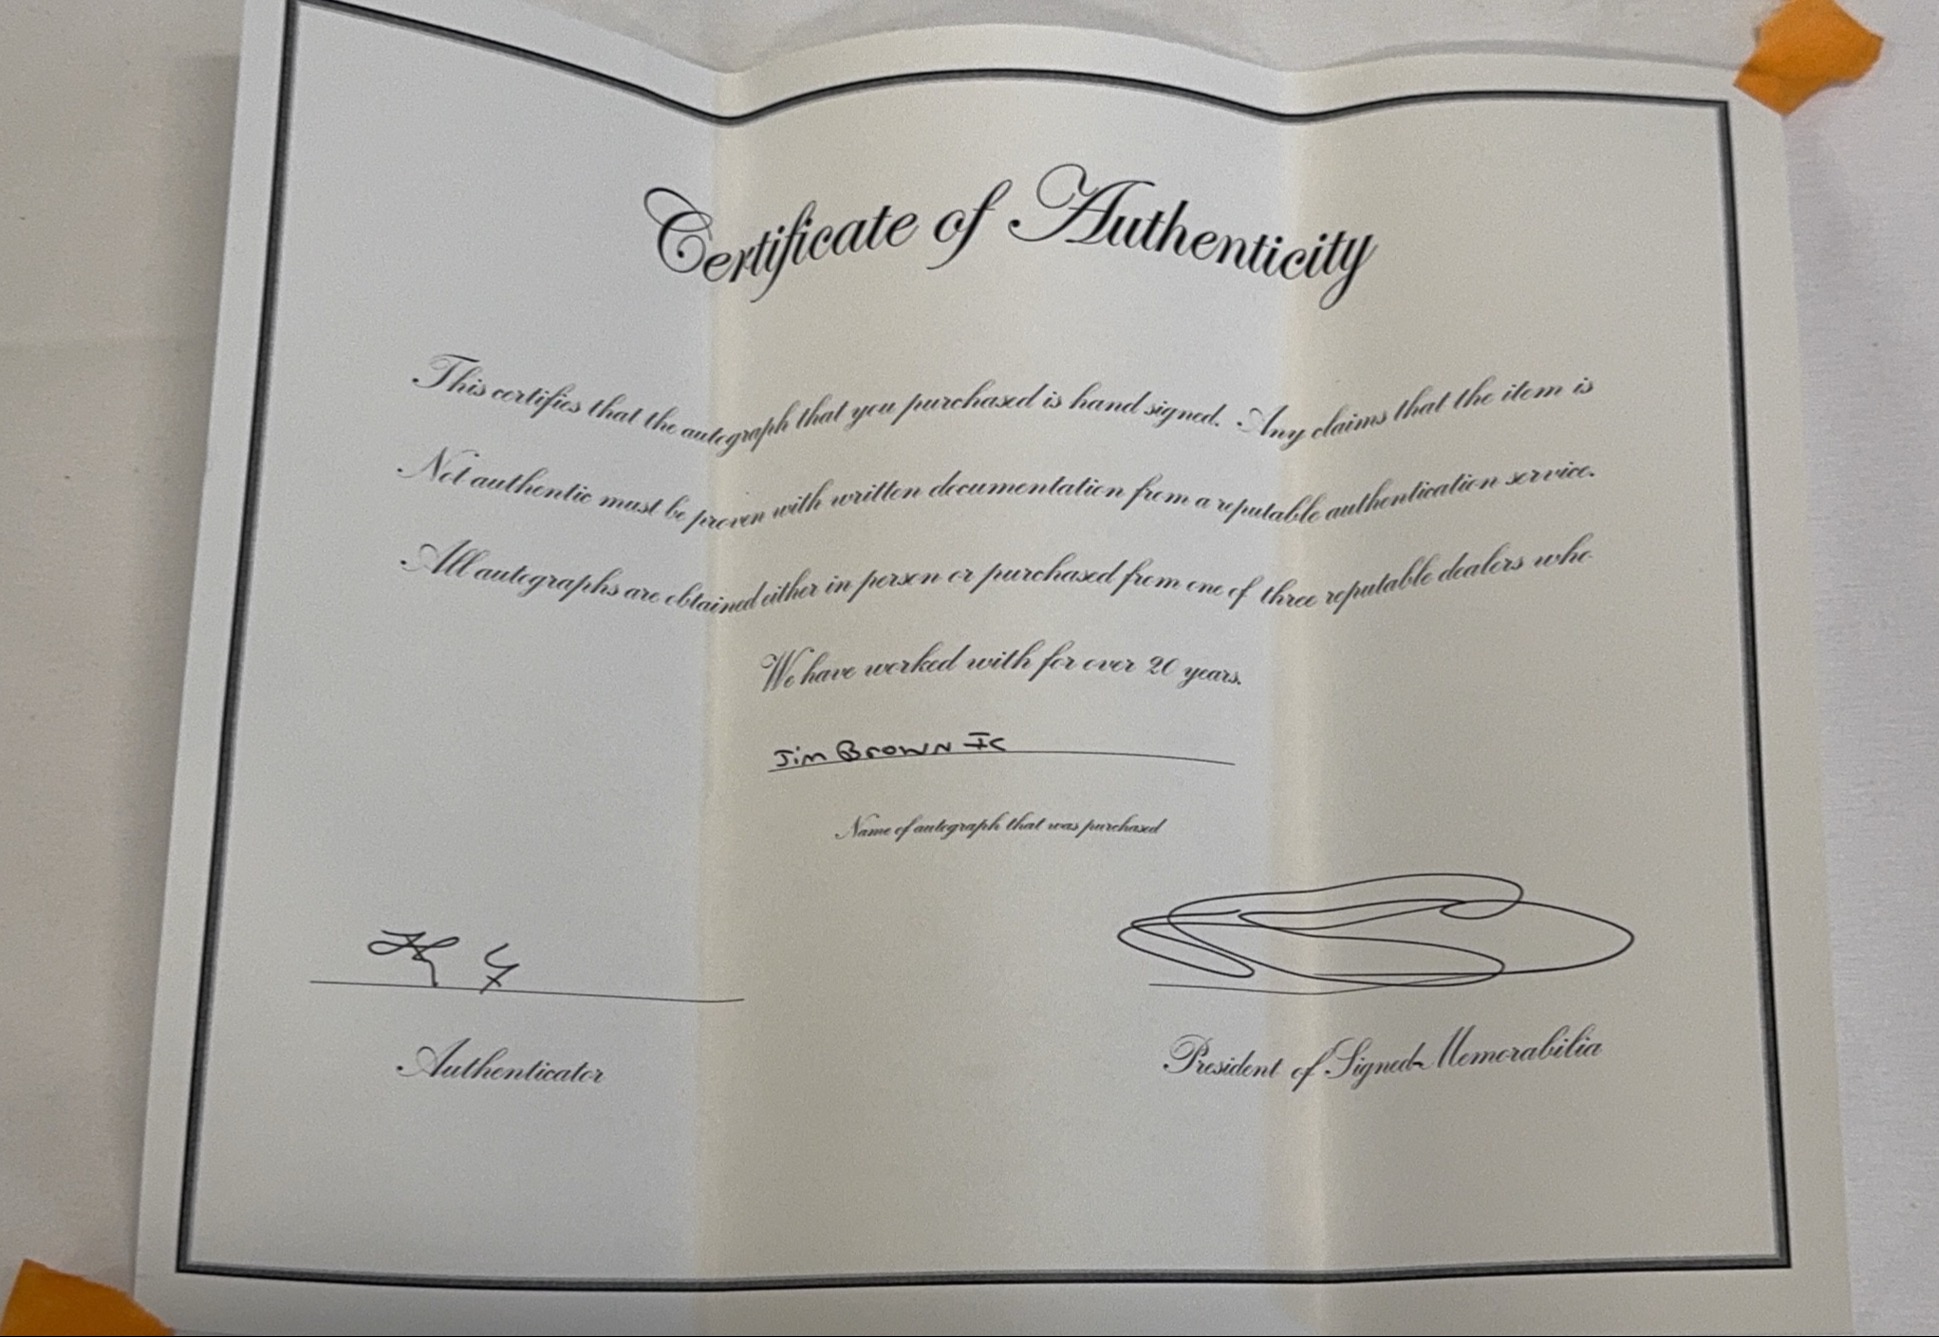 Certificate of Authenticity
This certifies that the autograph that you purchased is hand signed. Any claims that the item is
Not authentic must be proven with written documentation from a reputable authentication service.
All autographs are obtained either in person or purchased from one of three reputable dealers who
We have worked with for over 20 years.
Jim Brown Ic
Name of autograph that was purchased
Authenticator
President of Signed-Memorabilia